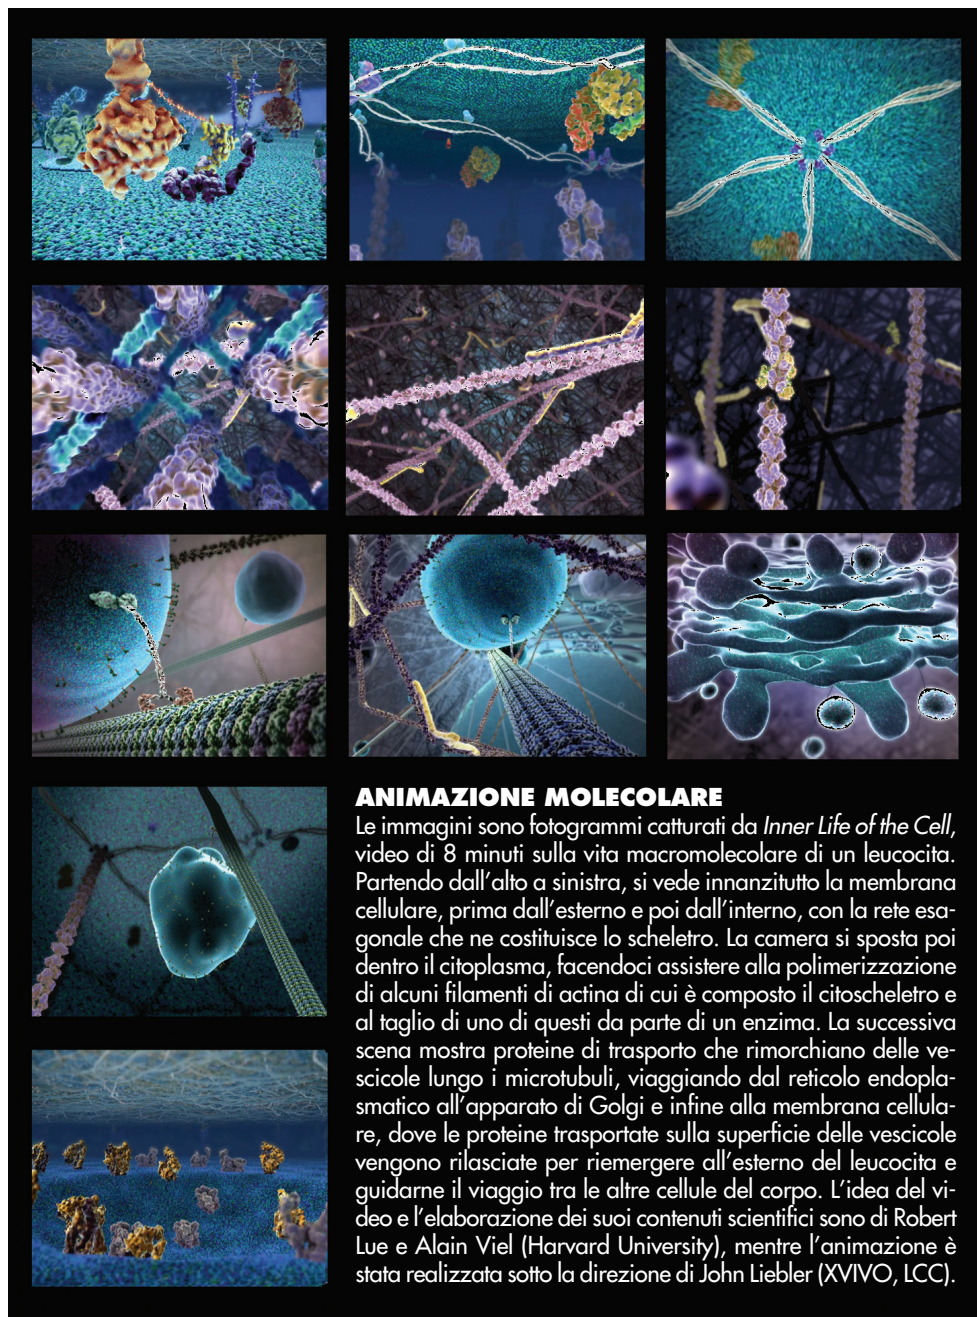 ANIMAZIONE MOLECOLARE
Le immagini sono fotogrammi catturati da Inner Life of the Cell,
video di 8 minuti sulla vita macromolecolare di un leucocita.
Partendo dall'alto a sinistra, si vede innanzitutto la membrana
cellulare, prima dall'esterno e poi dall'interno, con la rete esa-
gonale che ne costituisce lo scheletro. La camera si sposta poi
dentro il citoplasma, facendoci assistere alla polimerizzazione
di alcuni filamenti di actina di cui è composto il citoscheletro e
al taglio di uno di questi da parte di un enzima. La successiva
scena mostra proteine di trasporto che rimorchiano delle ve-
scicole lungo i microtubuli, viaggiando dal reticolo endopla-
smatico all'apparato di Golgi e infine alla membrana cellula-
re, dove le proteine trasportate sulla superficie delle vescicole
vengono rilasciate per riemergere all'esterno del leucocita e
guidarne il viaggio tra le altre cellule del corpo. L'idea del vi-
deo e l'elaborazione dei suoi contenuti scientifici sono di Robert
Lue e Alain Viel (Harvard University), mentre l'animazione è
stata realizzata sotto la direzione di John Liebler (XVIVO, LCC).